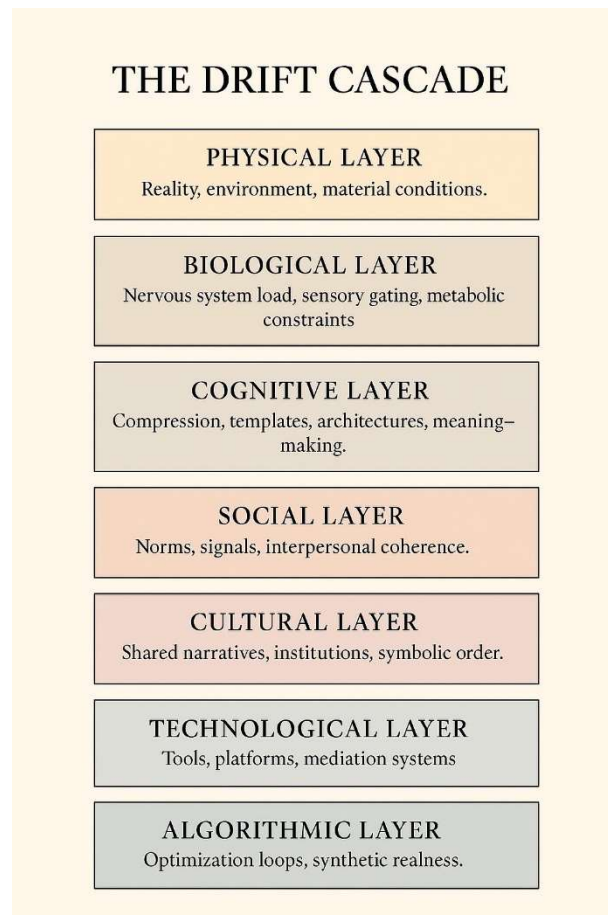 THE DRIFT CASCADE
PHYSICAL LAYER
Reality, environment, material conditions.
BIOLOGICAL LAYER
Nervous system load, sensory gating, metabolic
constraints
COGNITIVE LAYER
Compression, templates, architectures, meaning–
making.
SOCIAL LAYER
Norms, signals, interpersonal coherence.
CULTURAL LAYER
Shared narratives, institutions, symbolic order.
TECHNOLOGICAL LAYER
Tools, platforms, mediation systems
ALGORITHMIC LAYER
Optimization loops, synthetic realness.